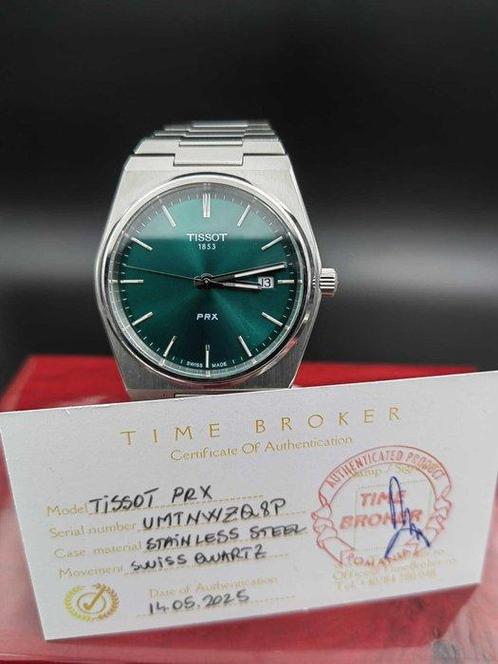 TISSOT
1853
13
PRX
SWISS MADE
TIME BROKER
Certificate Of Authentication
Model TISSOT PRX
Serial number
Case material STAINLESS STEEL
Movement SWISS QUARTZ
Date of Authentication
14.05.2025
AUTHENTICATED PRODUCT
TIME
BROKER